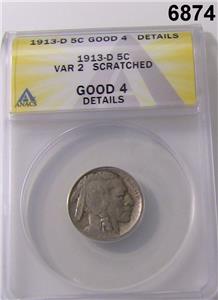 6874
1913-D 5C GOOD 4 DETAILS
ANACS
1913-D 5C
VAR 2 SCRATCHED
GOOD 4
DETAILS